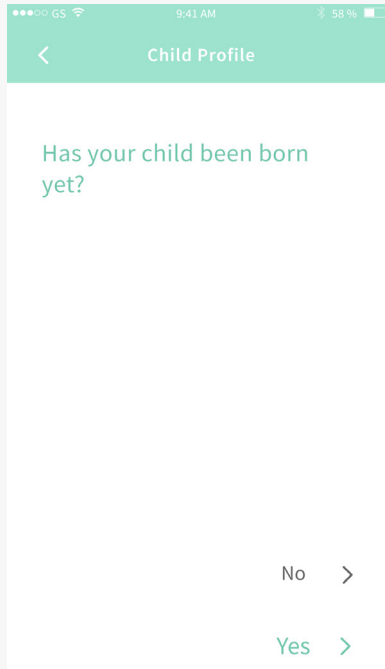 GS 9:41 AM 58 %
Child Profile
Has your child been born
yet?
No
Yes